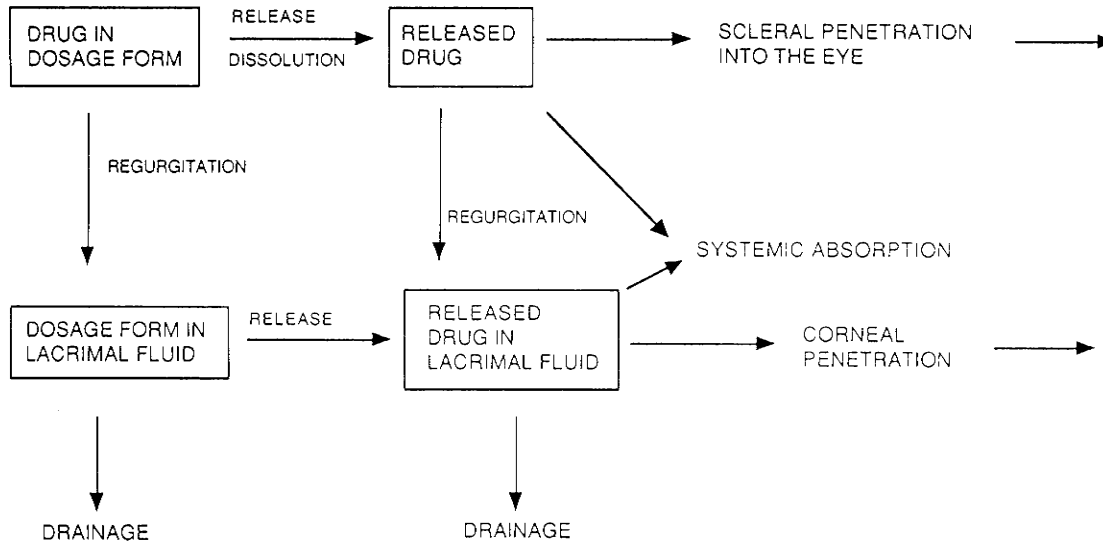 DRUG IN
DOSAGE FORM
RELEASE
DISSOLUTION
RELEASED
DRUG
SCLERAL PENETRATION
INTO THE EYE
REGURGITATION
REGURGITATION
SYSTEMIC ABSORPTION
DOSAGE FORM IN
LACRIMAL FLUID
RELEASE
RELEASED
DRUG IN
LACRIMAL FLUID
CORNEAL
PENETRATION
DRAINAGE
DRAINAGE